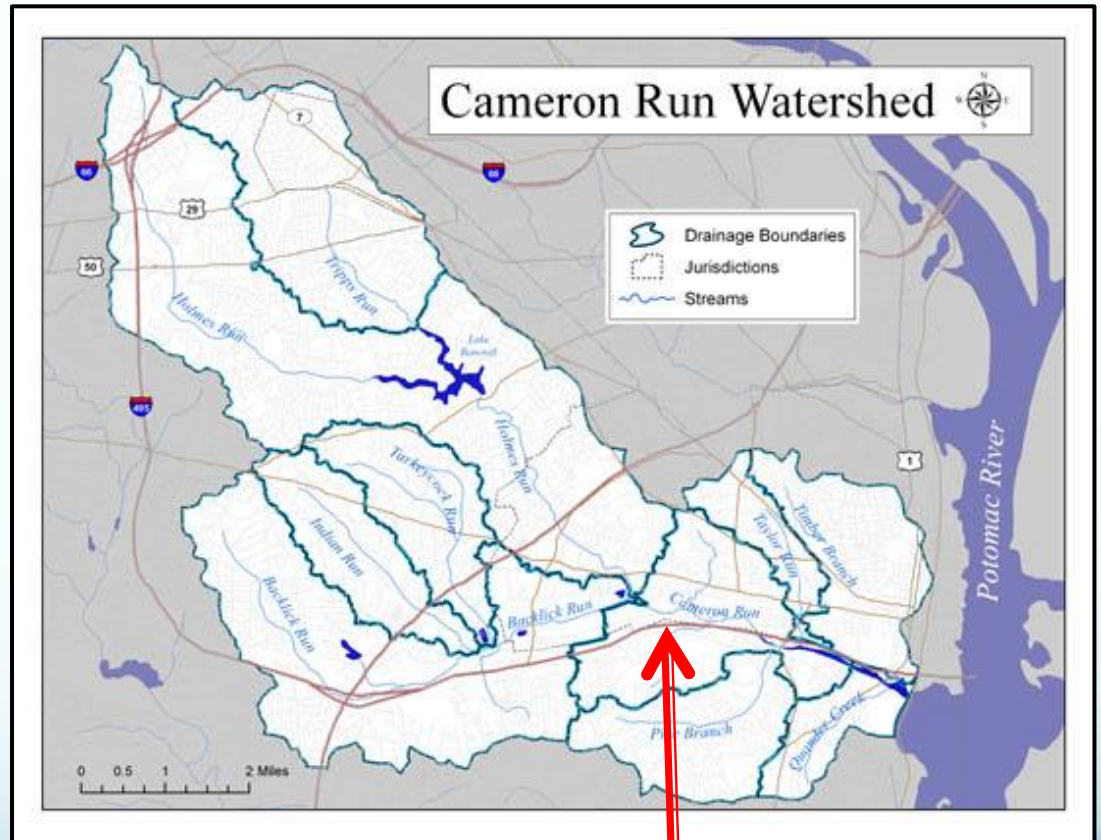 Cameron Run Watershed
N
W
E
S
7
66
66
29
50
Drainage Boundaries
Jurisdictions
Streams
Tripps Run
Holmes Run
Lake
Barcroft
495
Holmes Run
Turkeycock Run
1
Indian Run
Timber Branch
Taylor Run
Potomac River
Backlick Run
Backlick Run
Cameron Run
Pike Branch
Quander Creek
0 0.5 1 2 Miles